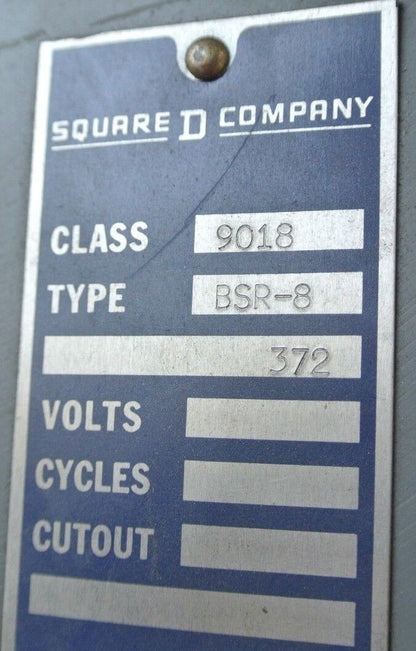 SQUARE D COMPANY
CLASS 9018
TYPE BSR-8
372
VOLTS
CYCLES
CUTOUT